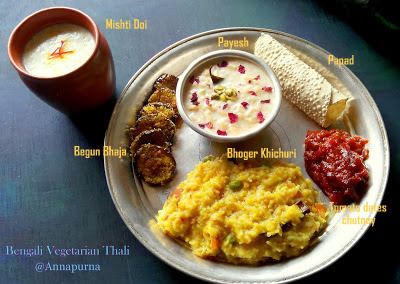 Mishti Doi
Payesh
Papad
Begun Bhaja
Bhoger Khichuri
Tomato dates
chutney
Bengali Vegetarian Thali
@Annapurna